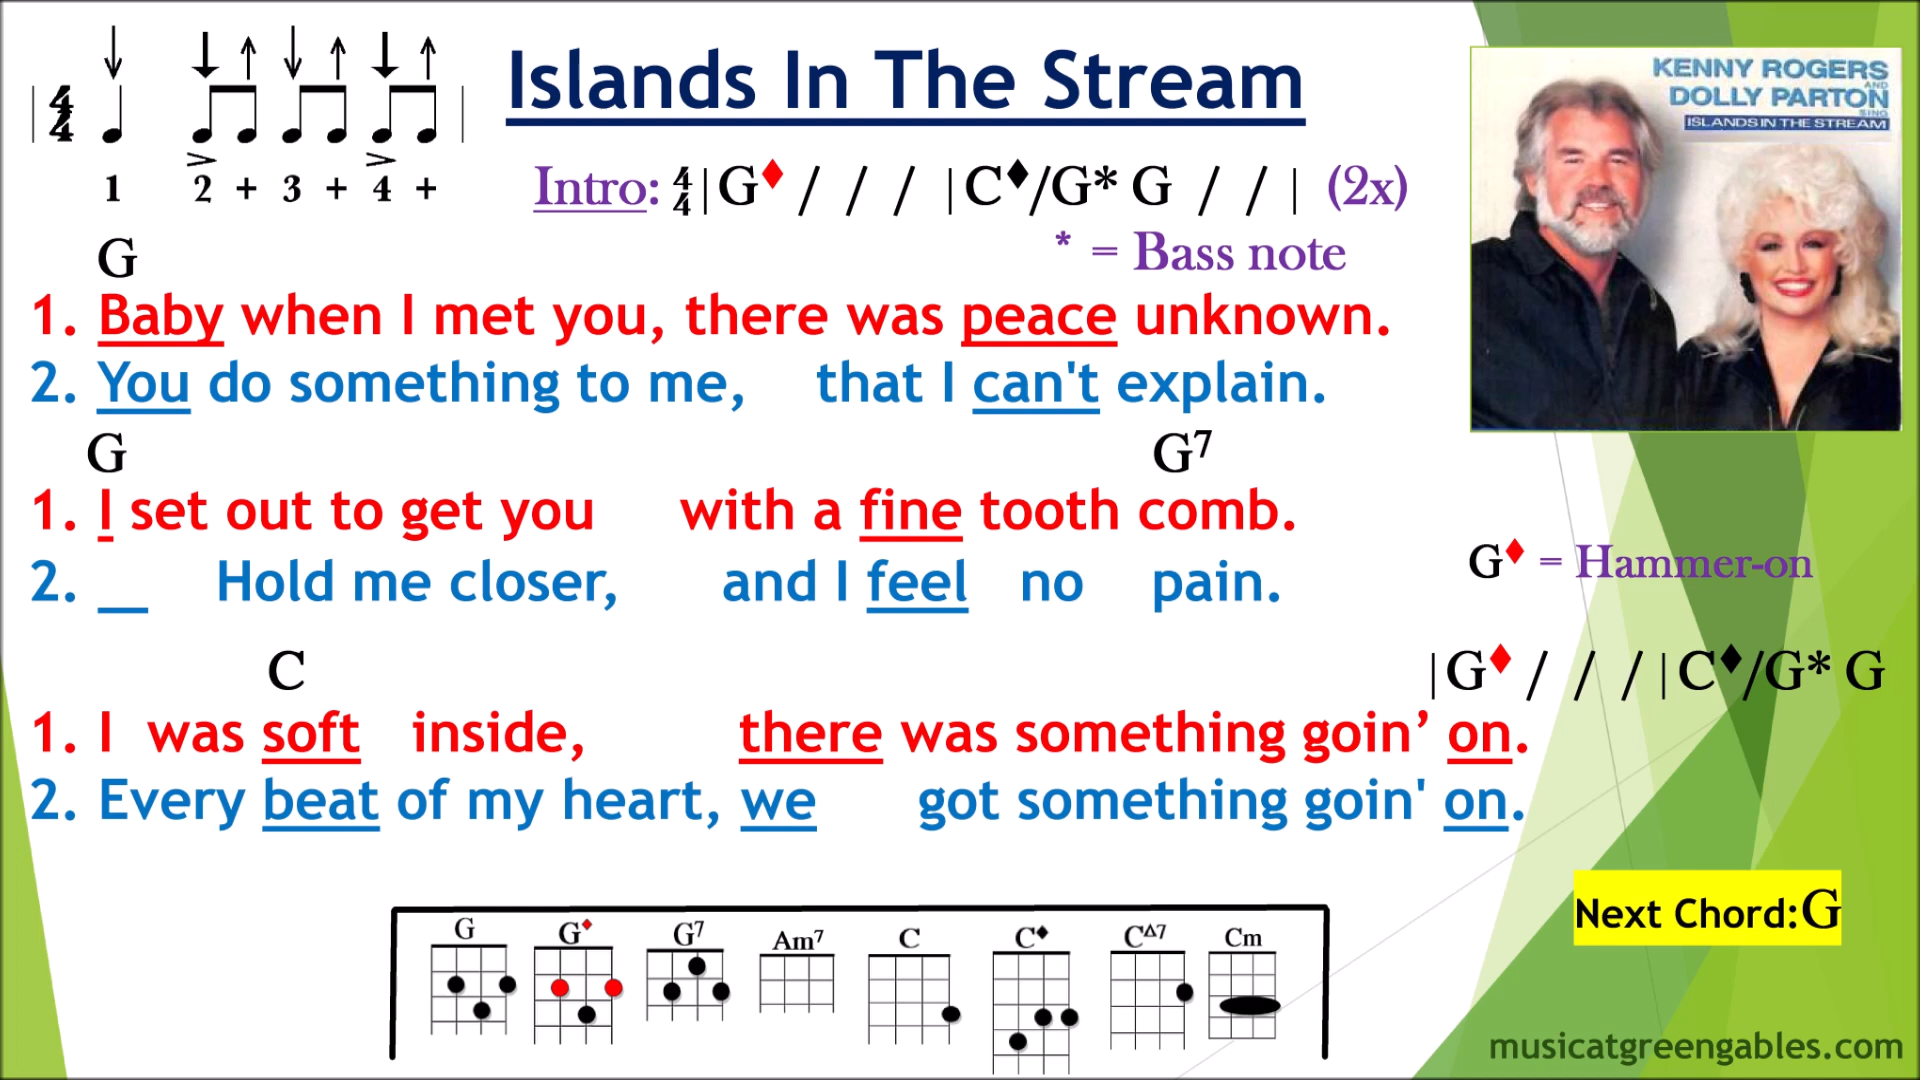 Islands In The Stream
KENNY ROGERS
AND
DOLLY PARTON
SING
ISLANDS IN THE STREAM
4/4
1 2 + 3 + 4 +
Intro: 4/4 | G♦ / / / | C♦/G* G / / | (2x)
* = Bass note
G
1. Baby when I met you, there was peace unknown.
2. You do something to me, that I can't explain.
G G7
1. I set out to get you with a fine tooth comb.
2. __ Hold me closer, and I feel no pain.
G♦ = Hammer-on
C |G♦ / / / | C♦/G* G
1. I was soft inside, there was something goin’ on.
2. Every beat of my heart, we got something goin' on.
Next Chord:G
G G♦ G7 Am7 C C♦ CΔ7 Cm
musicatgreengables.com